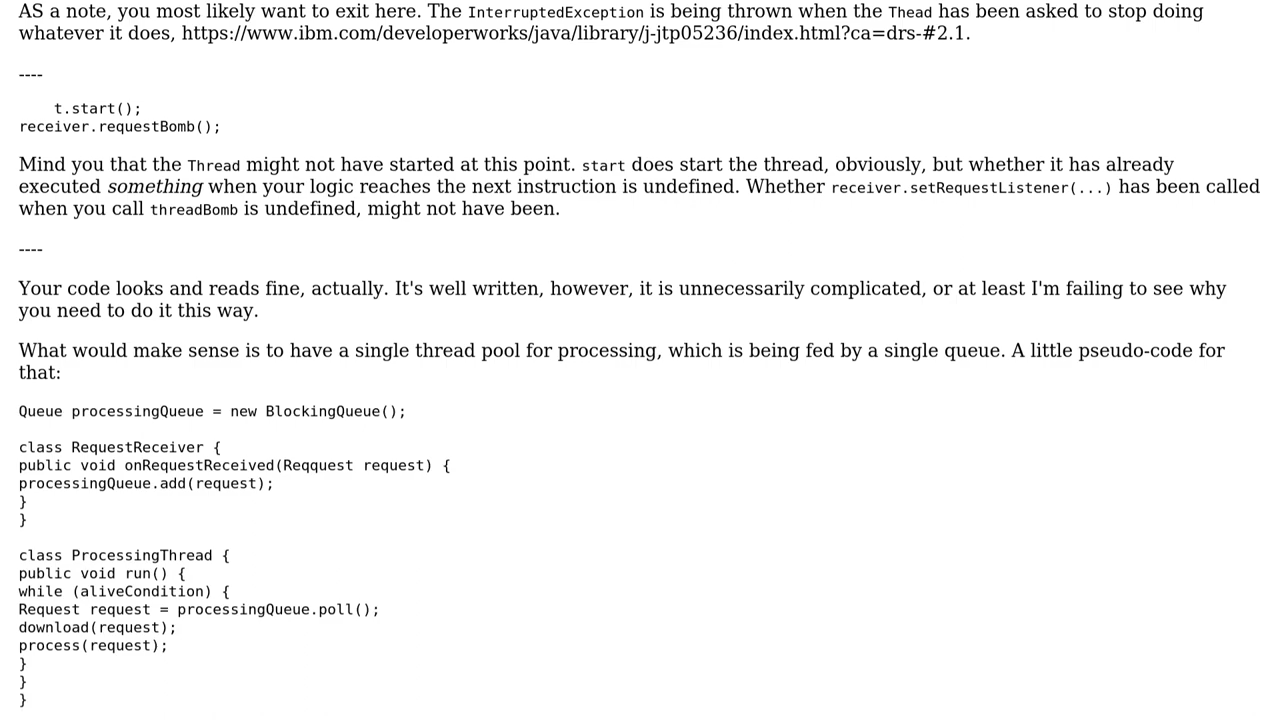 AS a note, you most likely want to exit here. The InterruptedException is being thrown when the Thead has been asked to stop doing
whatever it does, https://www.ibm.com/developerworks/java/library/j-jtp05236/index.html?ca=drs-#2.1.
----
t.start();
receiver.requestBomb();
Mind you that the Thread might not have started at this point. start does start the thread, obviously, but whether it has already
executed something when your logic reaches the next instruction is undefined. Whether receiver.setRequestListener(...) has been called
when you call threadBomb is undefined, might not have been.
----
Your code looks and reads fine, actually. It's well written, however, it is unnecessarily complicated, or at least I'm failing to see why
you need to do it this way.
What would make sense is to have a single thread pool for processing, which is being fed by a single queue. A little pseudo-code for
that:
Queue processingQueue = new BlockingQueue();
class RequestReceiver {
public void onRequestReceived(Reqquest request) {
processingQueue.add(request);
}
}
class ProcessingThread {
public void run() {
while (aliveCondition) {
Request request = processingQueue.poll();
download(request);
process(request);
}
}
}